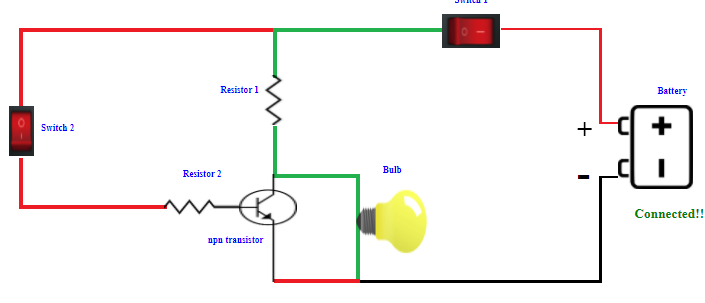 Switch 1
Resistor 1
Battery
+
Switch 2
-
Resistor 2
Bulb
Connected!!
npn transistor